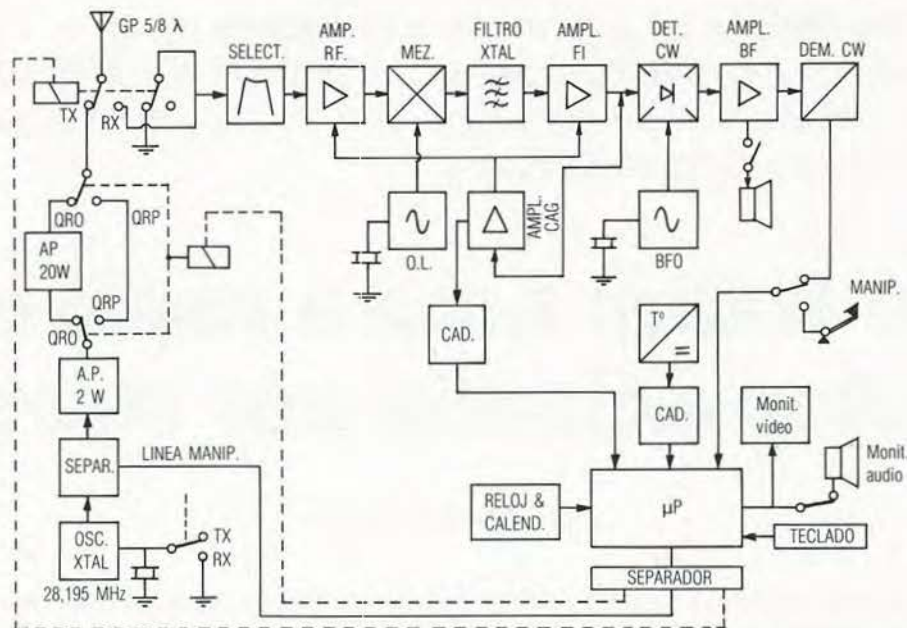 GP 5/8 λ
SELECT.
AMP.
RF.
MEZ.
FILTRO
XTAL
AMPL.
FI
DET.
CW
AMPL.
BF
DEM. CW
TX
RX
QRO
QRP
AP
20W
QRP
QRO
A.P.
2 W
SEPAR.
LINEA MANIP.
OSC.
XTAL
TX
RX
28,195 MHz
O.L.
AMPL.
CAG
BFO
CAD.
Tº
=
CAD.
MANIP.
Monit.
vídeo
Monit.
audio
RELOJ &
CALEND.
µP
TECLADO
SEPARADOR